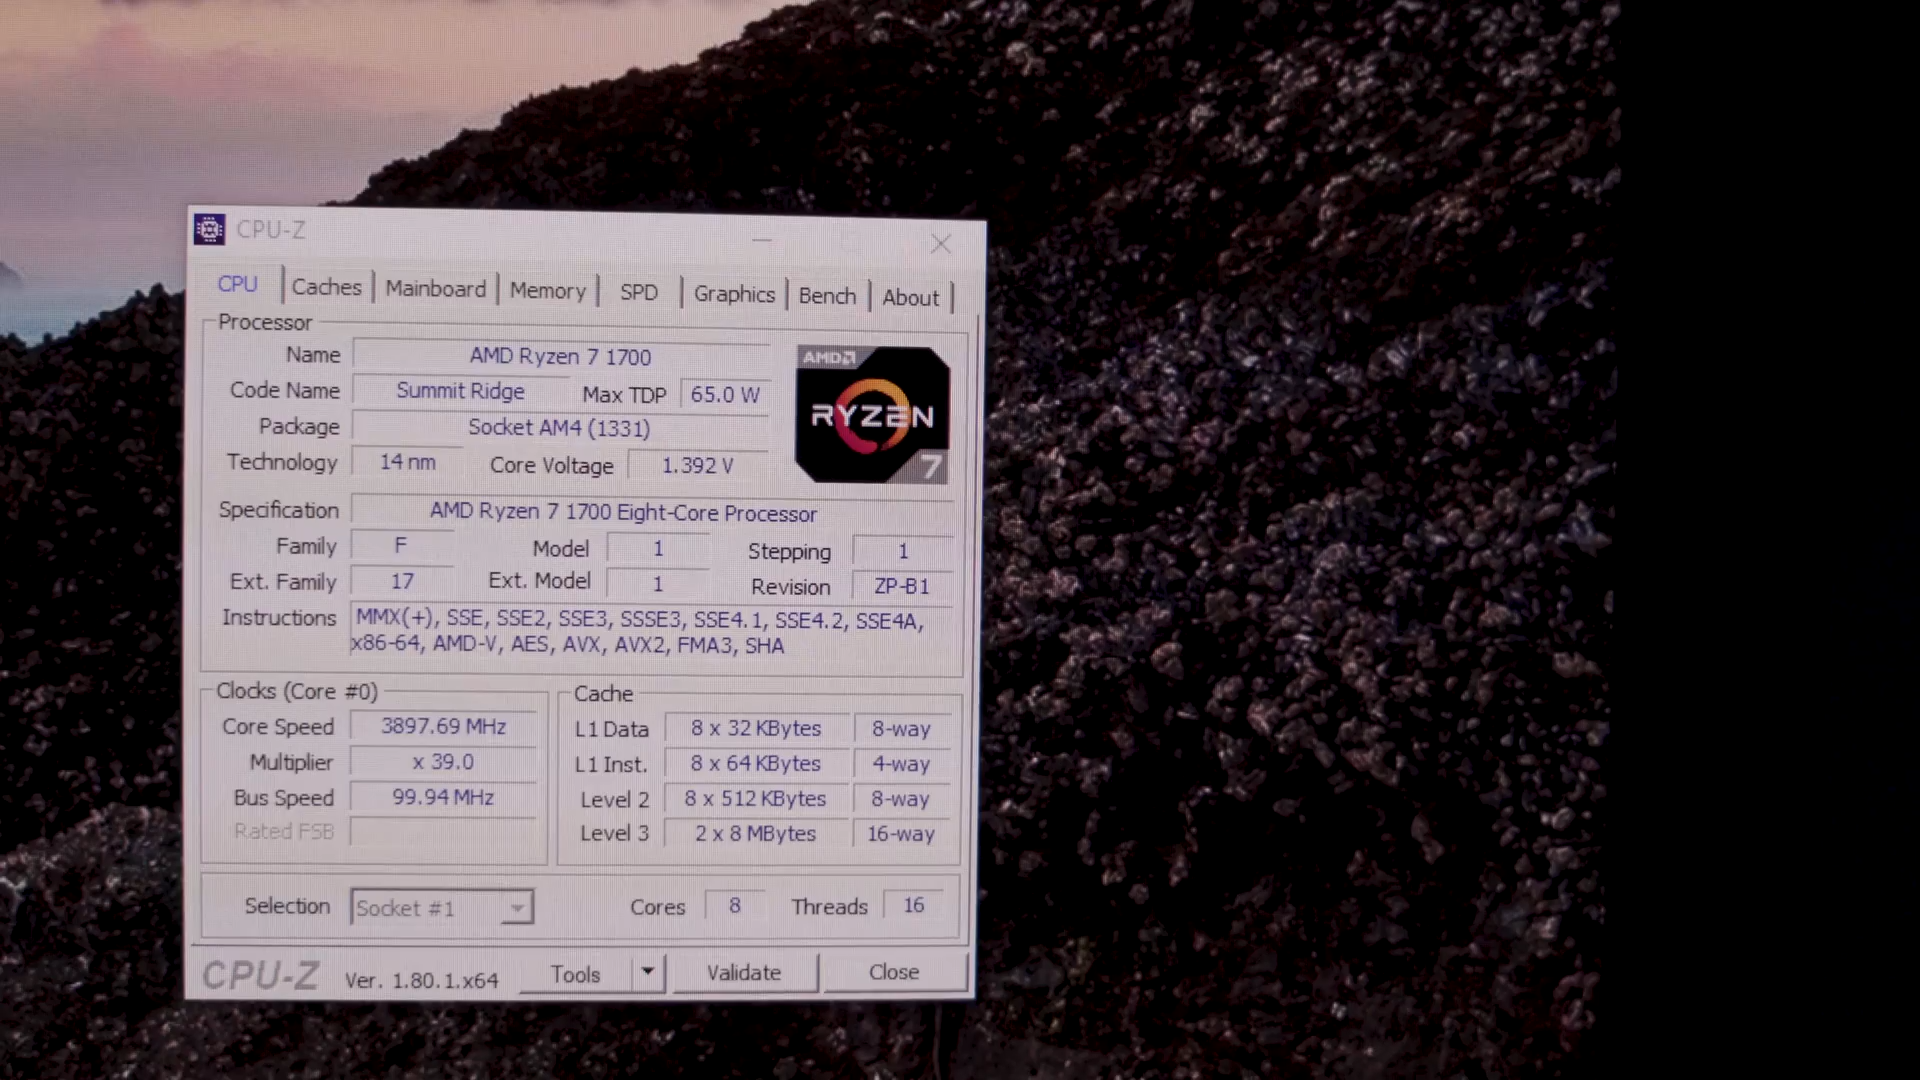 CPU-Z
CPU Caches Mainboard Memory SPD Graphics Bench About
Processor
Name AMD Ryzen 7 1700
Code Name Summit Ridge Max TDP 65.0 W
Package Socket AM4 (1331)
Technology 14 nm Core Voltage 1.392 V
AMD
RYZEN
7
Specification AMD Ryzen 7 1700 Eight-Core Processor
Family F Model 1 Stepping 1
Ext. Family 17 Ext. Model 1 Revision ZP-B1
Instructions MMX(+), SSE, SSE2, SSE3, SSSE3, SSE4.1, SSE4.2, SSE4A,
x86-64, AMD-V, AES, AVX, AVX2, FMA3, SHA
Clocks (Core #0)
Core Speed 3897.69 MHz
Multiplier x 39.0
Bus Speed 99.94 MHz
Rated FSB
Cache
L1 Data 8 x 32 KBytes 8-way
L1 Inst. 8 x 64 KBytes 4-way
Level 2 8 x 512 KBytes 8-way
Level 3 2 x 8 MBytes 16-way
Selection Socket #1 Cores 8 Threads 16
CPU-Z Ver. 1.80.1.x64 Tools Validate Close